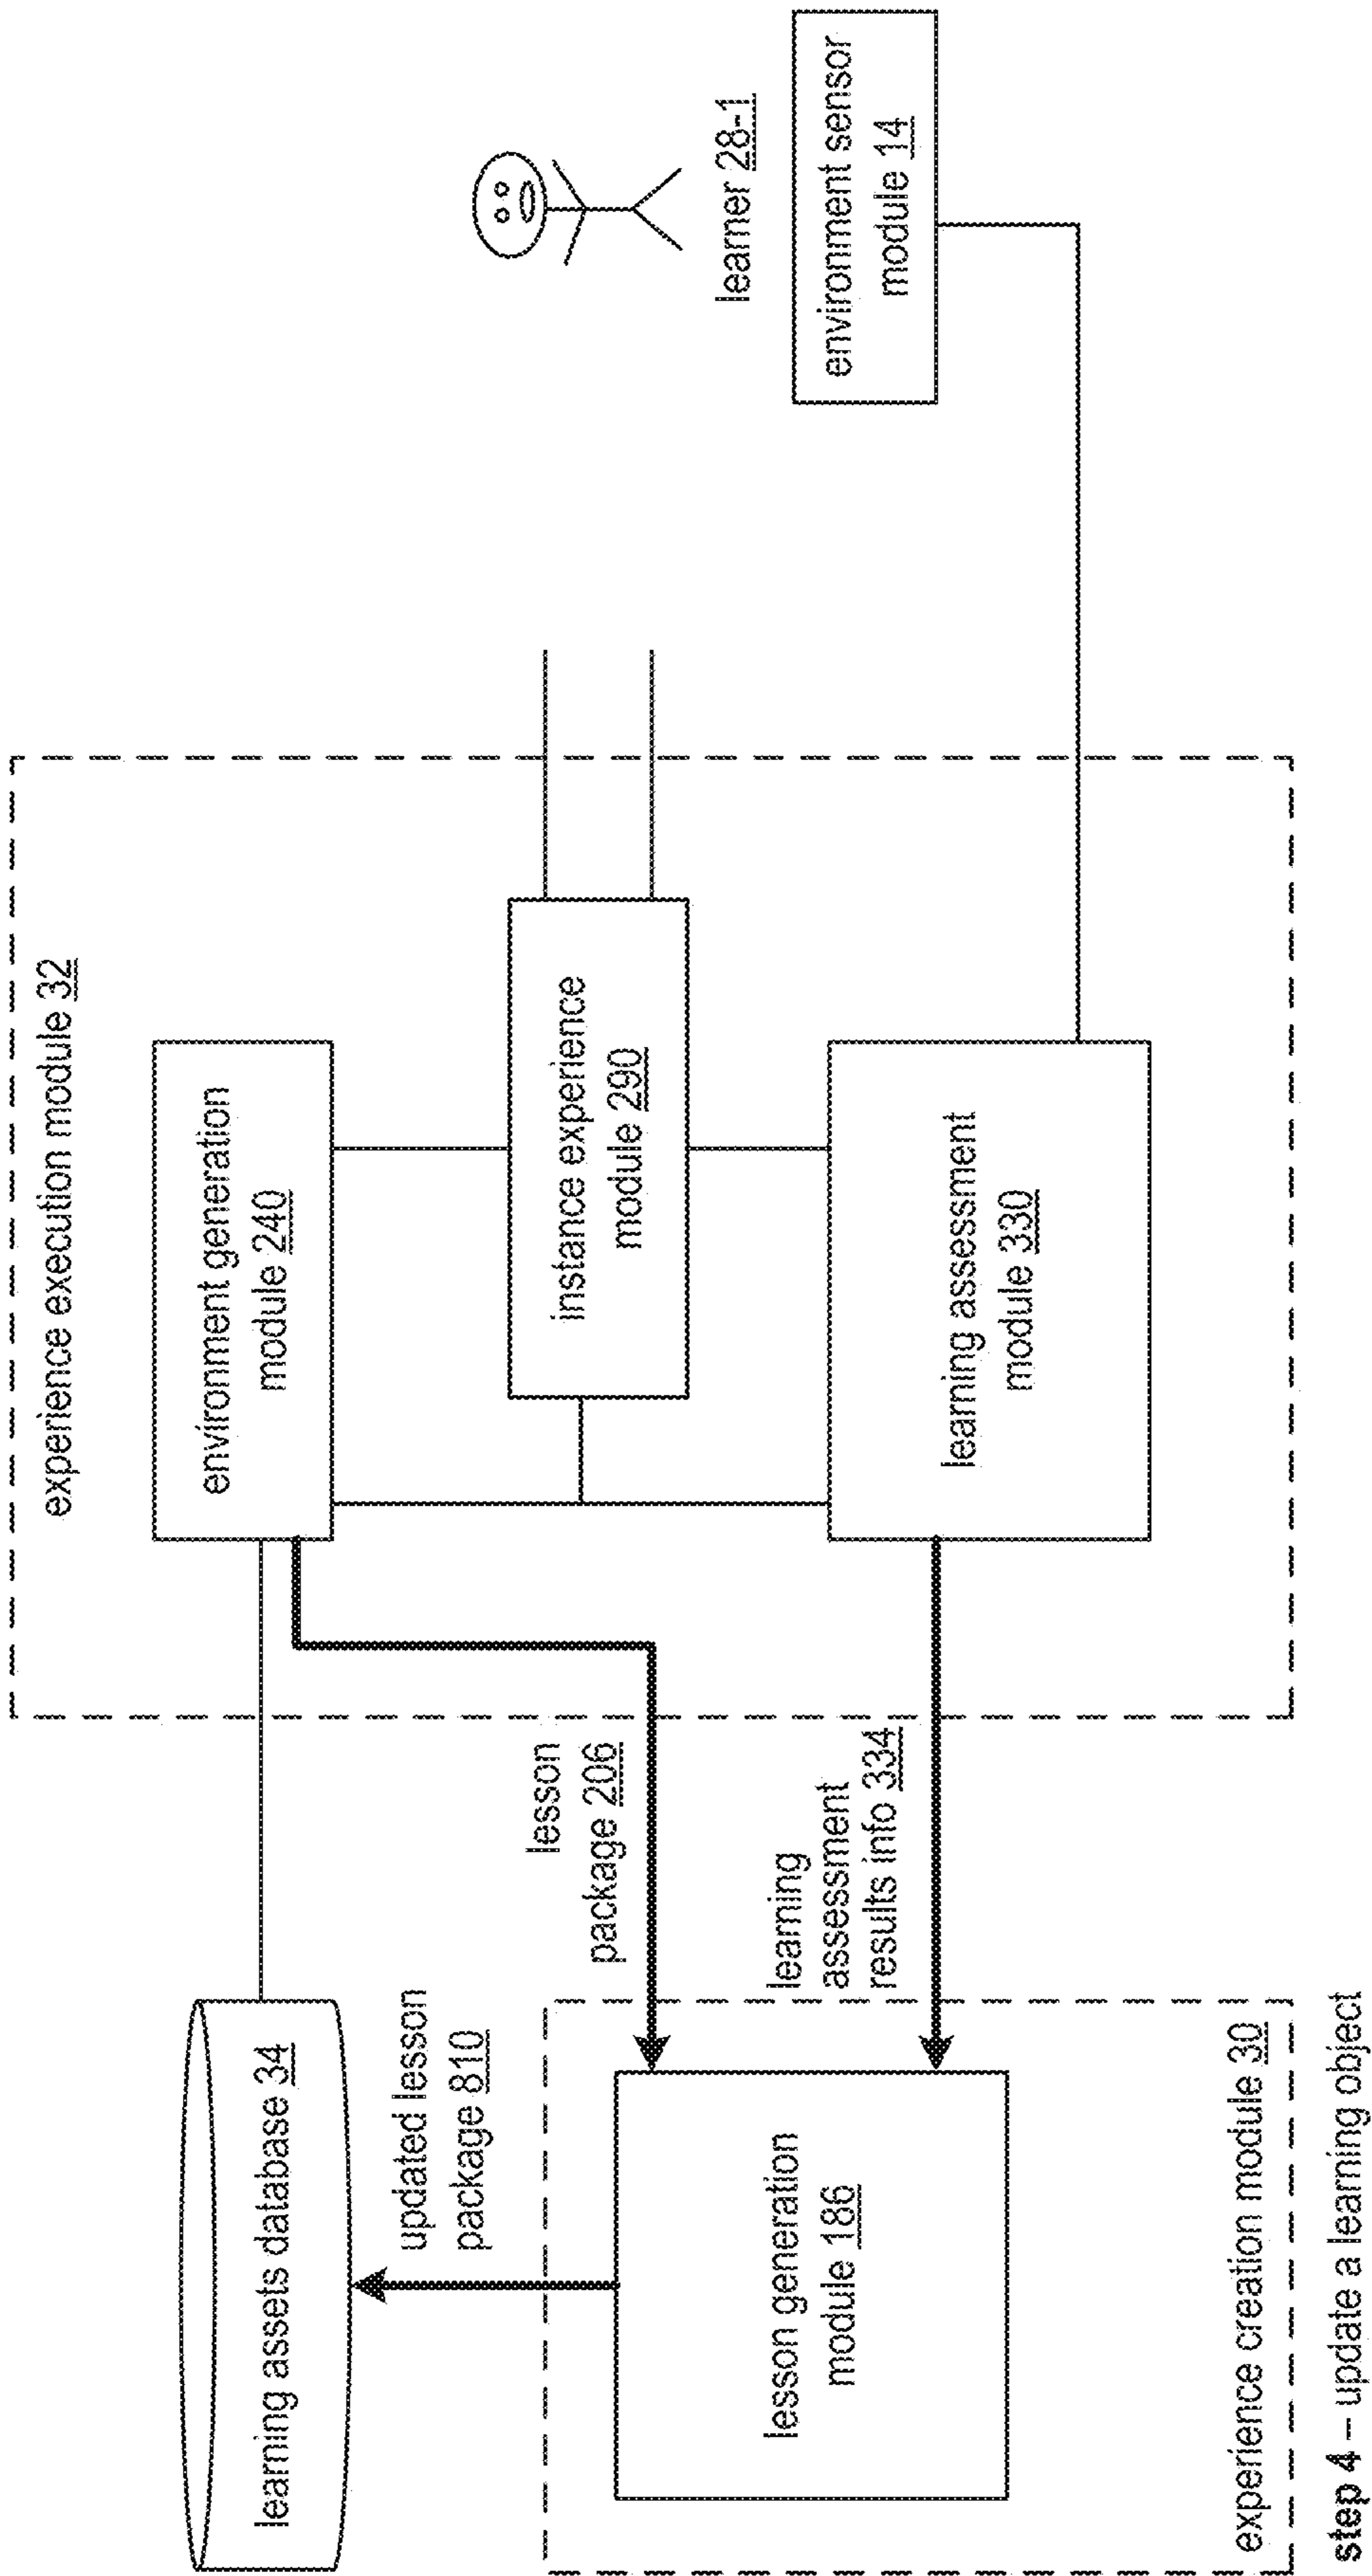 experience execution module 32
learning assets database 34
environment generation
module 240
updated lesson
package 810
lesson
package 206
instance experience
module 290
learner 28-1
lesson generation
module 186
learning
assessment
results info 334
learning assessment
module 330
environment sensor
module 14
experience creation module 30
step 4 – update a learning object